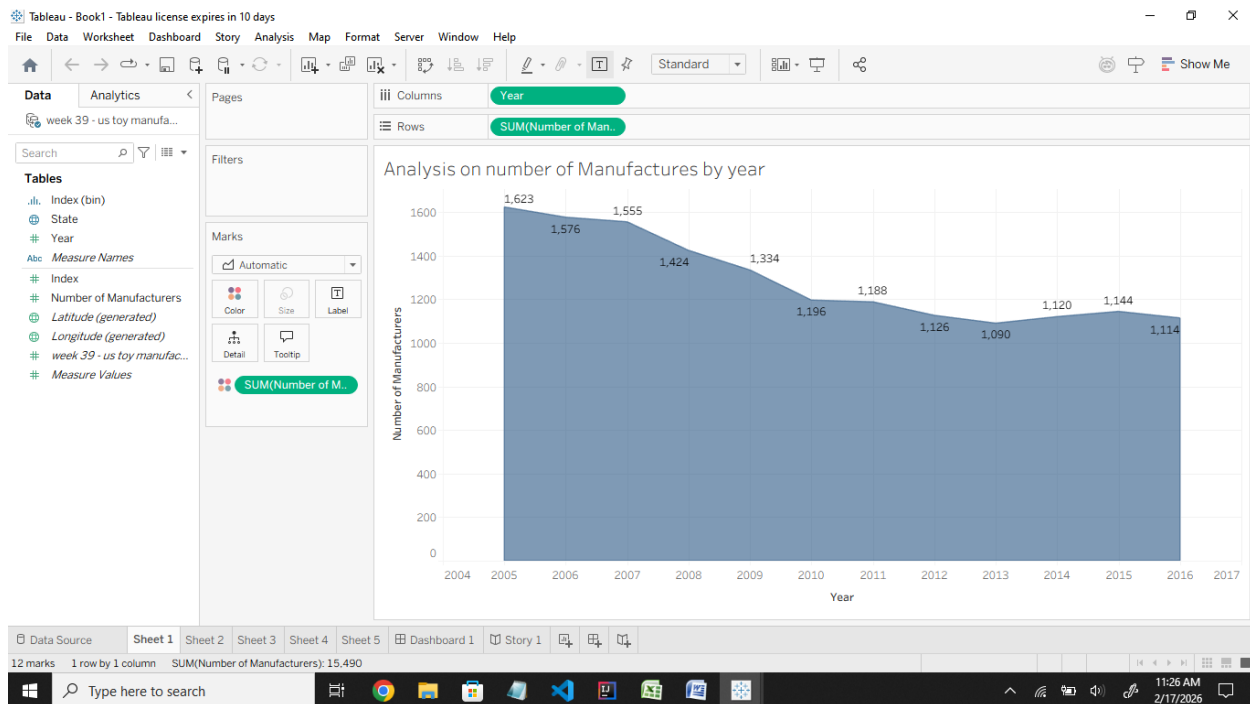 Tableau - Book1 - Tableau license expires in 10 days
File Data Worksheet Dashboard Story Analysis Map Format Server Window Help
Standard
Show Me
Data Analytics
week 39 - us toy manufa...
Search
Tables
Index (bin)
State
Year
Abc Measure Names
Index
Number of Manufacturers
Latitude (generated)
Longitude (generated)
week 39 - us toy manufac...
Measure Values
Pages
Filters
Marks
Automatic
Color Size Label
Detail Tooltip
SUM(Number of M..
Columns Year
Rows SUM(Number of Man..
Analysis on number of Manufactures by year
Number of Manufacturers
1600
1400
1200
1000
800
600
400
200
0
1,623
1,576
1,555
1,424
1,334
1,196
1,188
1,126
1,090
1,120
1,144
1,114
2004 2005 2006 2007 2008 2009 2010 2011 2012 2013 2014 2015 2016 2017
Year
Data Source Sheet 1 Sheet 2 Sheet 3 Sheet 4 Sheet 5 Dashboard 1 Story 1
12 marks 1 row by 1 column SUM(Number of Manufacturers): 15,490
Type here to search
11:26 AM
2/17/2026